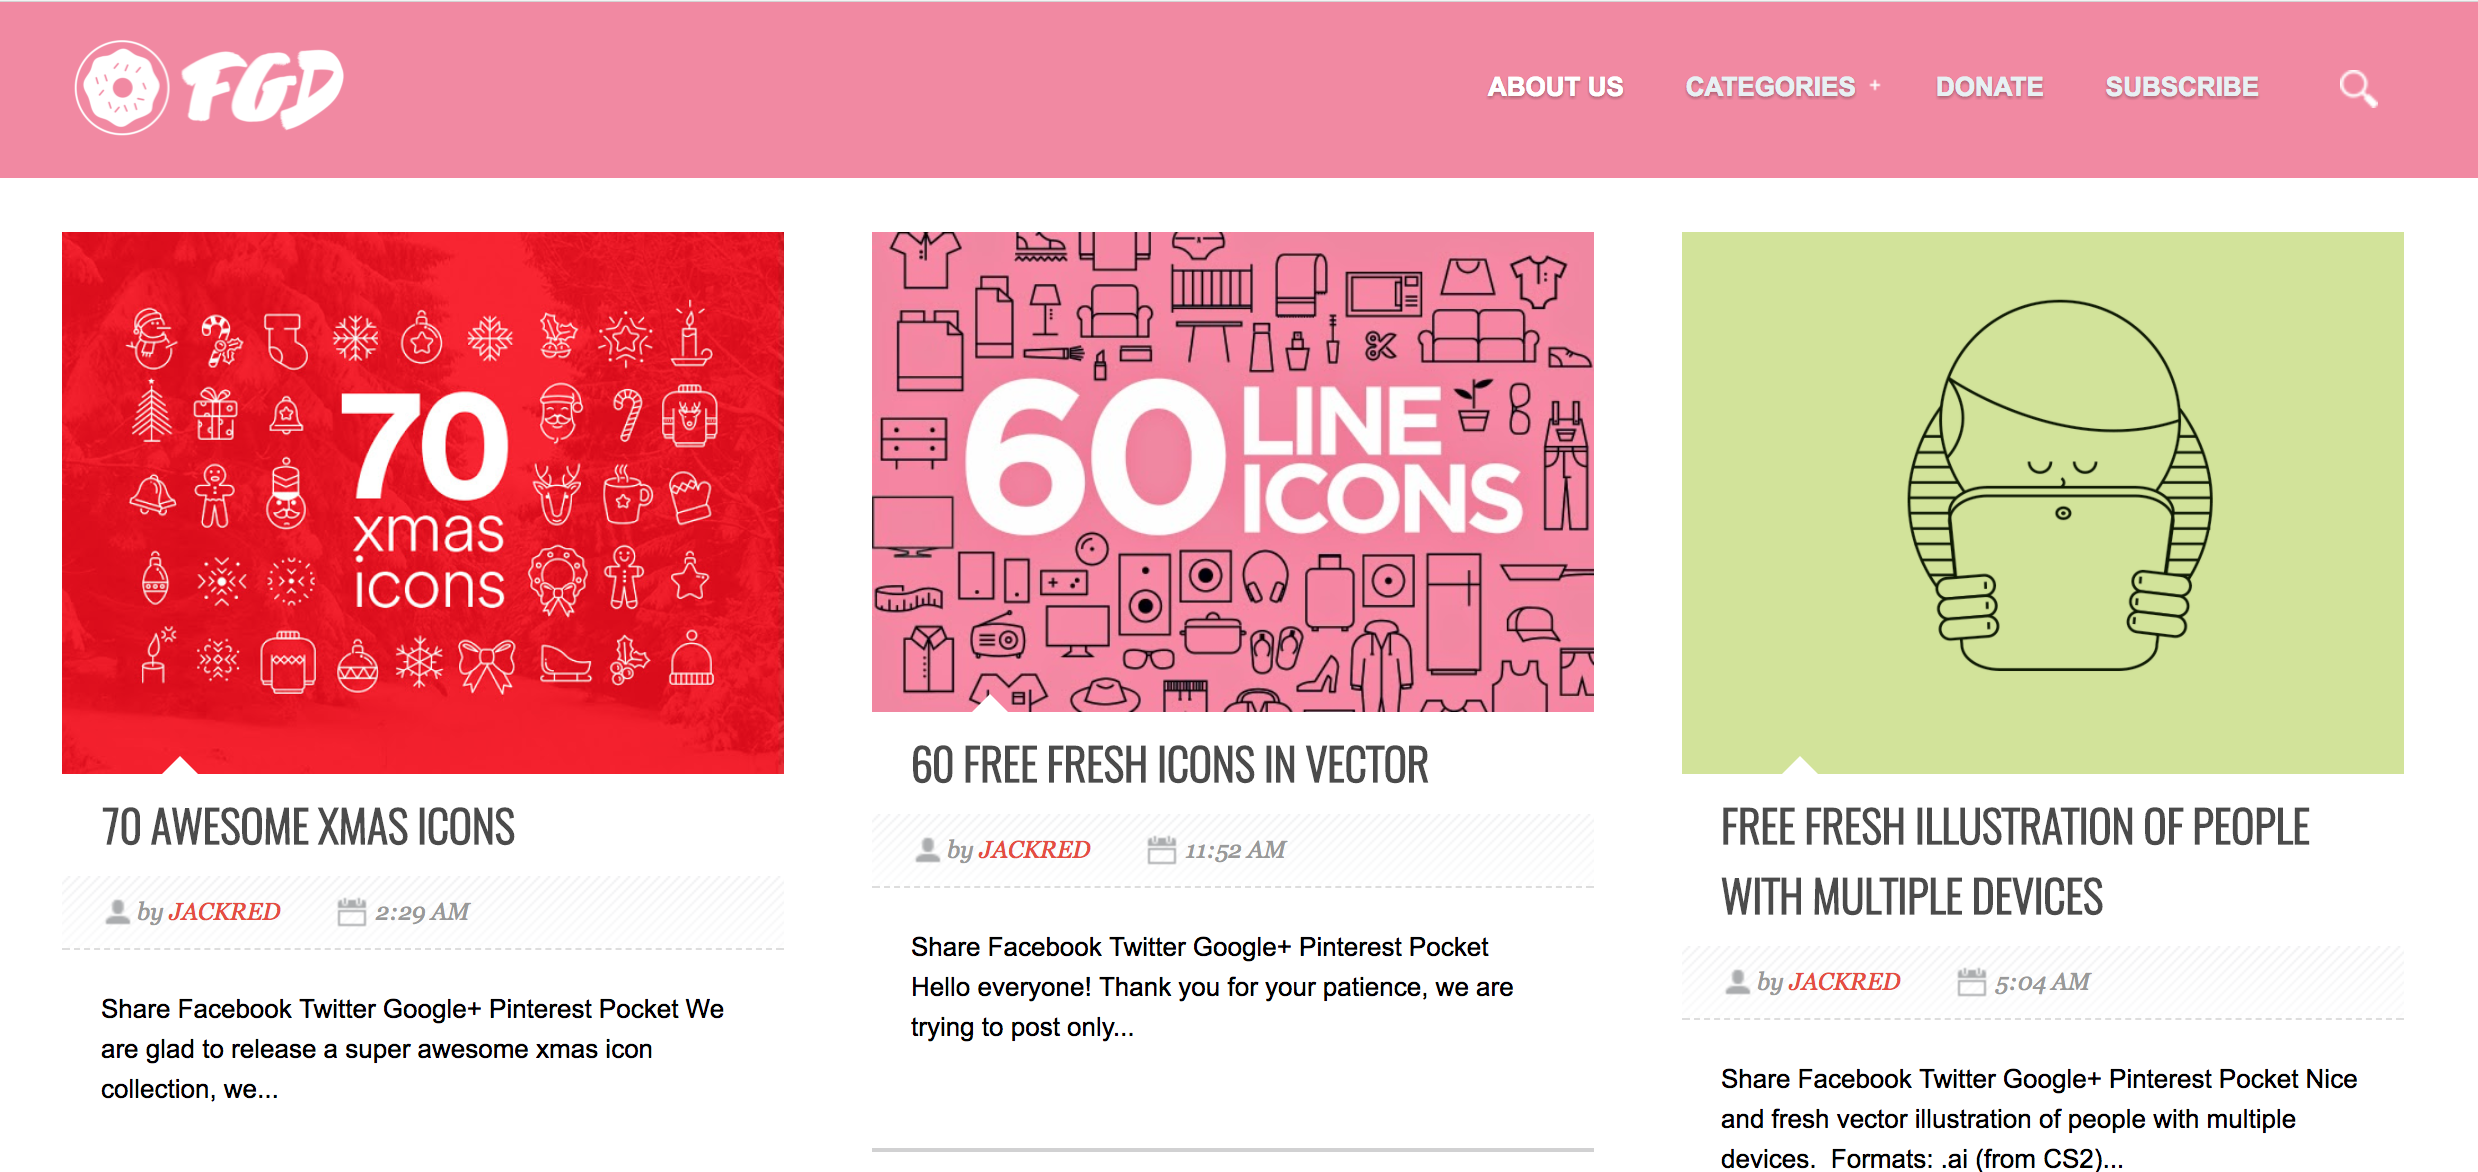 FGD
ABOUT US
CATEGORIES +
DONATE
SUBSCRIBE
70
xmas
icons
70 AWESOME XMAS ICONS
by JACKRED
2:29 AM
Share Facebook Twitter Google+ Pinterest Pocket We
are glad to release a super awesome xmas icon
collection, we...
60 LINE
ICONS
60 FREE FRESH ICONS IN VECTOR
by JACKRED
11:52 AM
Share Facebook Twitter Google+ Pinterest Pocket
Hello everyone! Thank you for your patience, we are
trying to post only...
FREE FRESH ILLUSTRATION OF PEOPLE
WITH MULTIPLE DEVICES
by JACKRED
5:04 AM
Share Facebook Twitter Google+ Pinterest Pocket Nice
and fresh vector illustration of people with multiple
devices.  Formats: .ai (from CS2)...